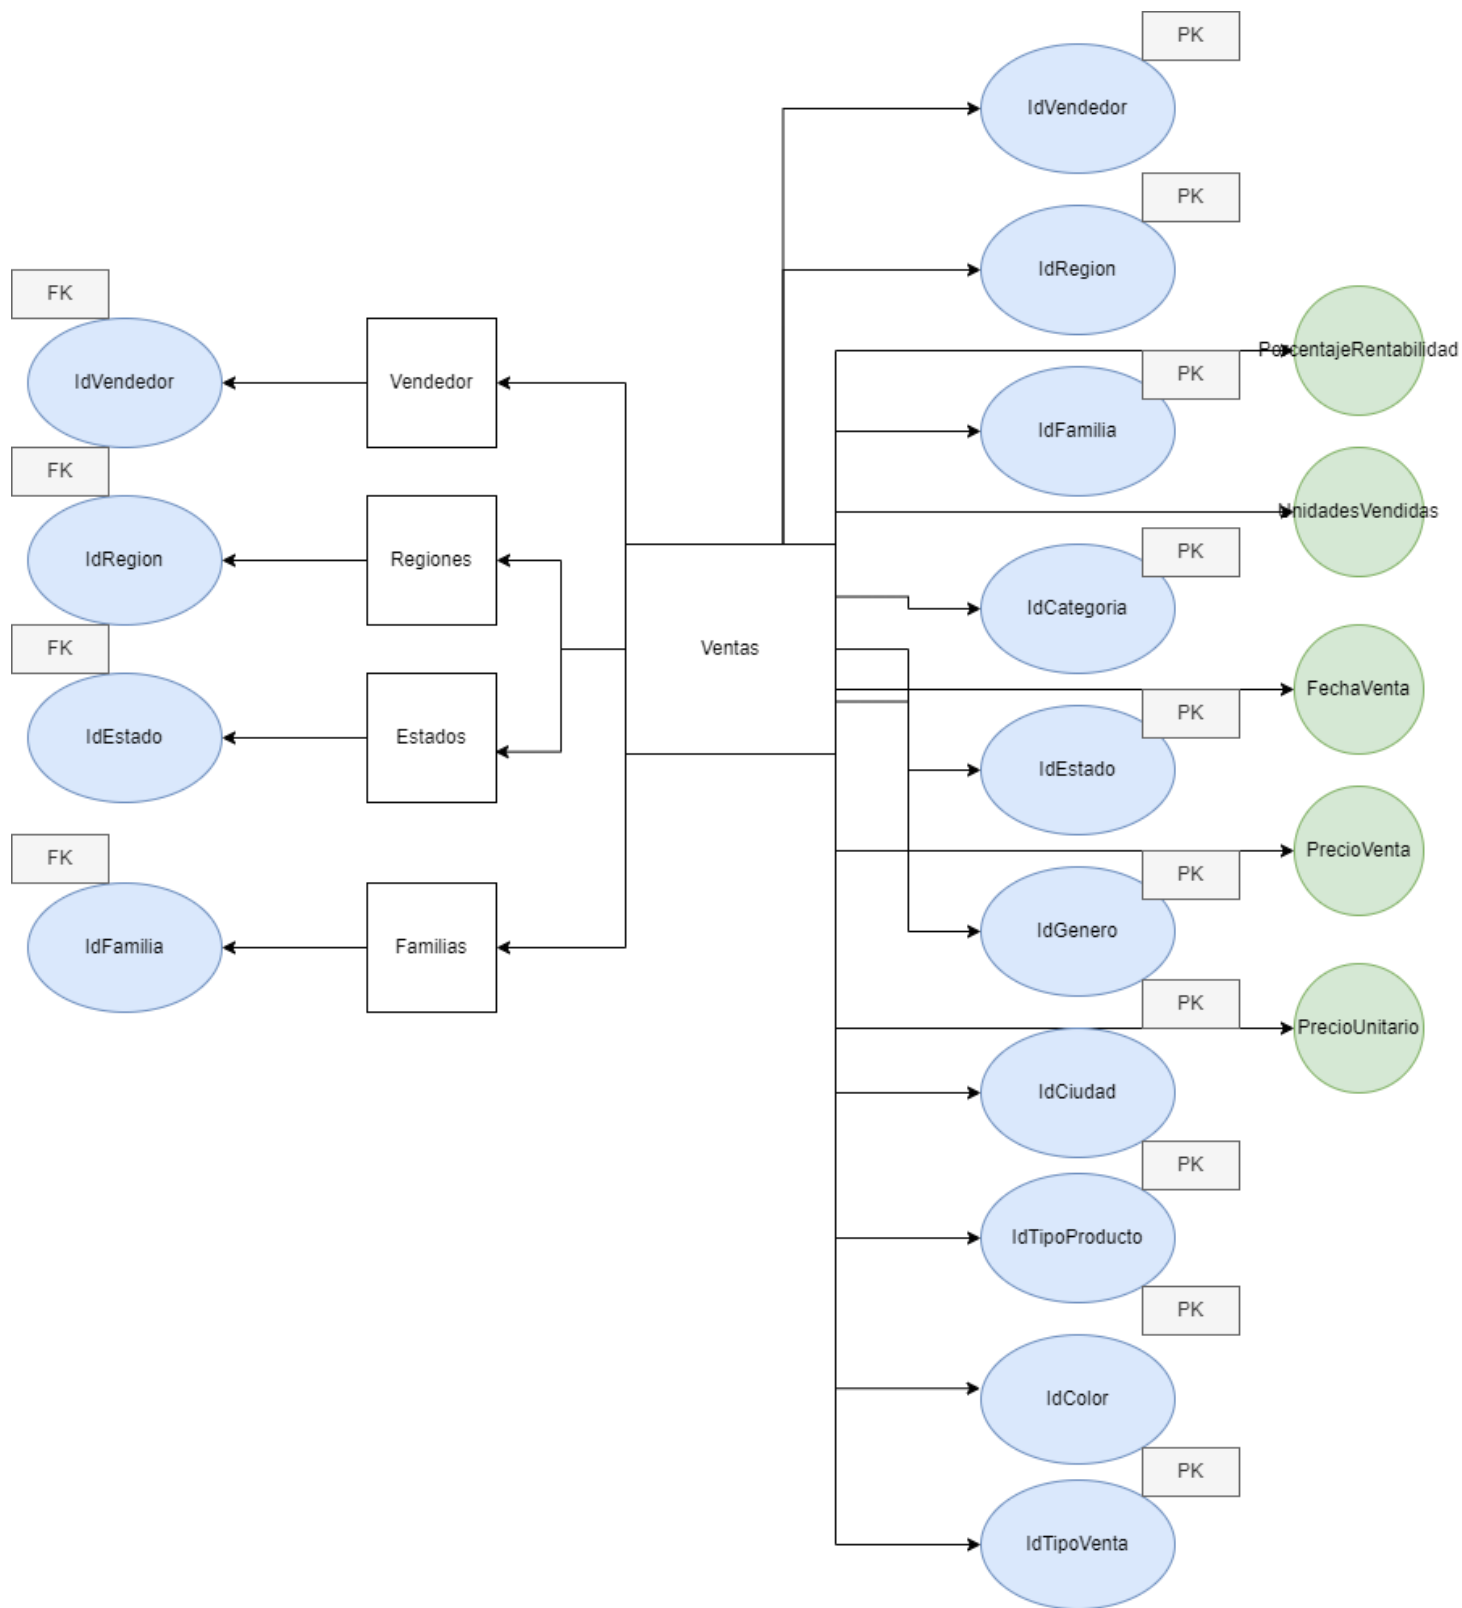 PK
IdVendedor
PK
IdRegion
FK
IdVendedor
Vendedor
PorcentajeRentabilidad
PK
IdFamilia
FK
IdRegion
Regiones
UnidadesVendidas
PK
IdCategoria
FK
IdEstado
Estados
Ventas
FechaVenta
PK
IdEstado
FK
IdFamilia
Familias
PrecioVenta
PK
IdGenero
PK
PrecioUnitario
IdCiudad
PK
IdTipoProducto
PK
IdColor
PK
IdTipoVenta